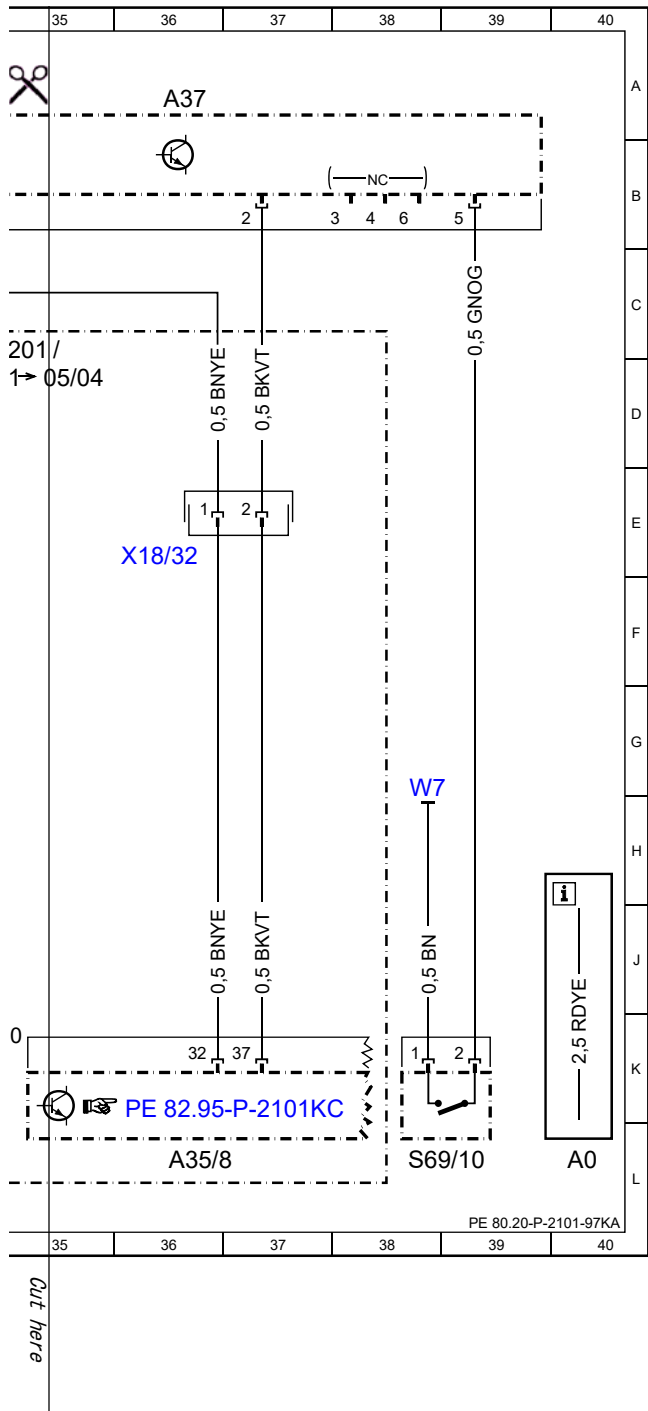 35 36 37 38 39 40
A
A37
NC
B
2 3 4 6 5
C
0,5 GNOG
201/
1→ 05/04
0,5 BNYE
0,5 BKVT
D
1 2
E
X18/32
F
G
W7
H
i
0,5 BNYE
0,5 BKVT
0,5 BN
J
2,5 RDYE
0
32 37 1 2
K
PE 82.95-P-2101KC
A35/8 S69/10 A0
L
PE 80.20-P-2101-97KA
35 36 37 38 39 40
Cut here